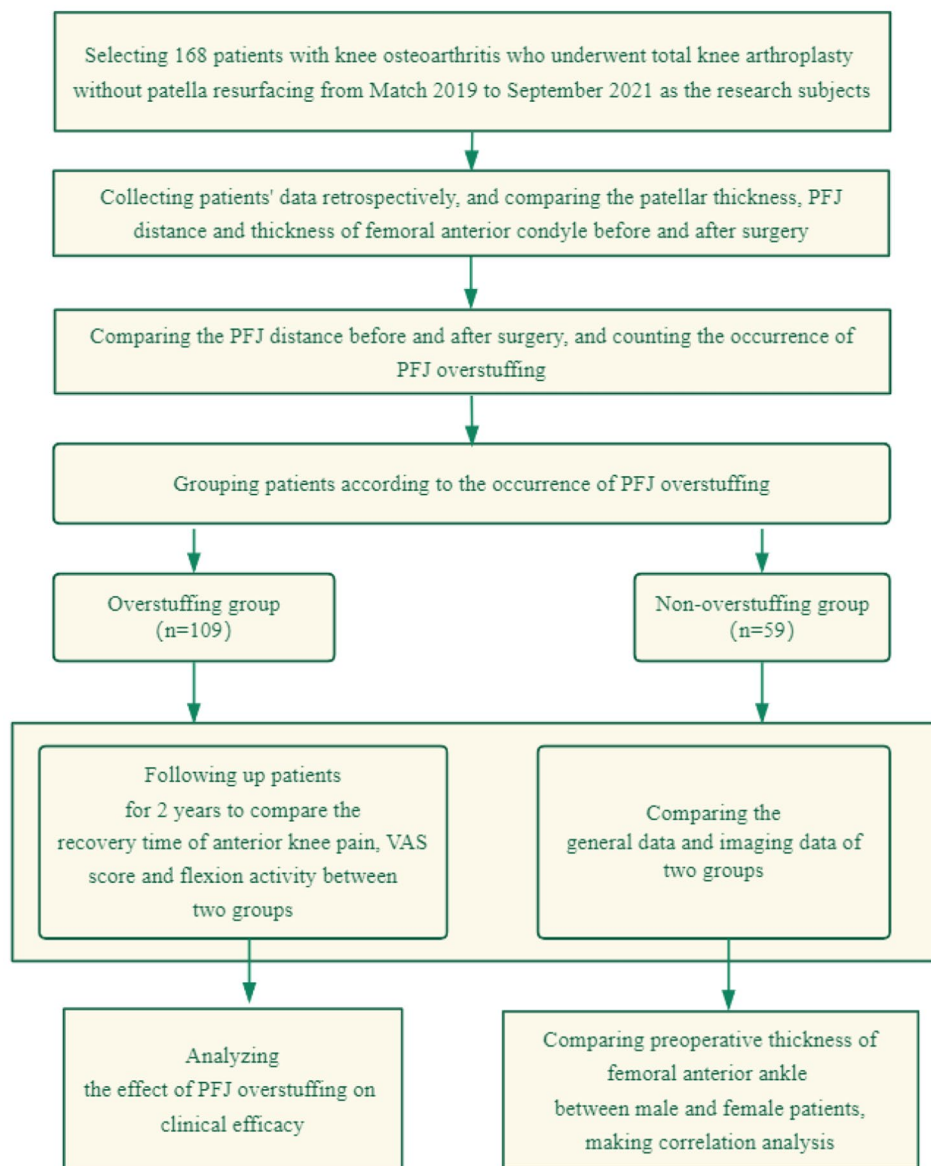 Selecting 168 patients with knee osteoarthritis who underwent total knee arthroplasty
without patella resurfacing from Match 2019 to September 2021 as the research subjects
Collecting patients' data retrospectively, and comparing the patellar thickness, PFJ
distance and thickness of femoral anterior condyle before and after surgery
Comparing the PFJ distance before and after surgery, and counting the occurrence of
PFJ overstuffing
Grouping patients according to the occurrence of PFJ overstuffing
Overstuffing group
(n=109)
Non-overstuffing group
(n=59)
Following up patients
for 2 years to compare the
recovery time of anterior knee pain, VAS
score and flexion activity between
two groups
Comparing the
general data and imaging data of
two groups
Analyzing
the effect of PFJ overstuffing on
clinical efficacy
Comparing preoperative thickness of
femoral anterior ankle
between male and female patients,
making correlation analysis